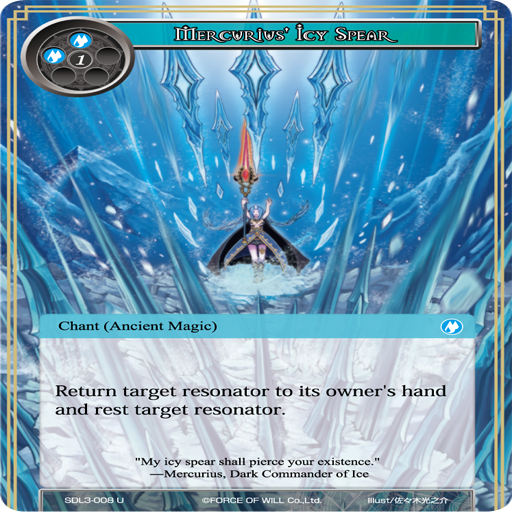 Mercurius' Icy Spear
1
Chant (Ancient Magic)
Return target resonator to its owner's hand
and rest target resonator.
"My icy spear shall pierce your existence."
—Mercurius, Dark Commander of Ice
SDL3-008 U ©FORCE OF WILL Co.,Ltd. Illust/佐々木光之介